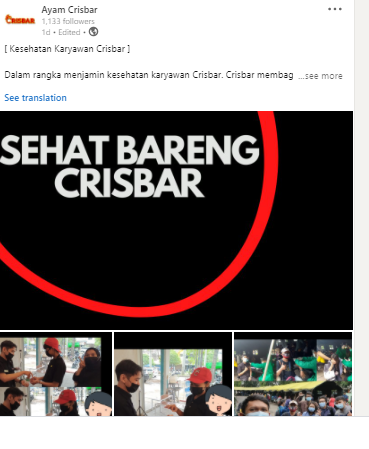 CRISBAR
Ayam Crisbar
1,133 followers
1d • Edited •
[ Kesehatan Karyawan Crisbar ]
Dalam rangka menjamin kesehatan karyawan Crisbar. Crisbar membag ...see more
See translation
SEHAT BARENG
CRISBAR